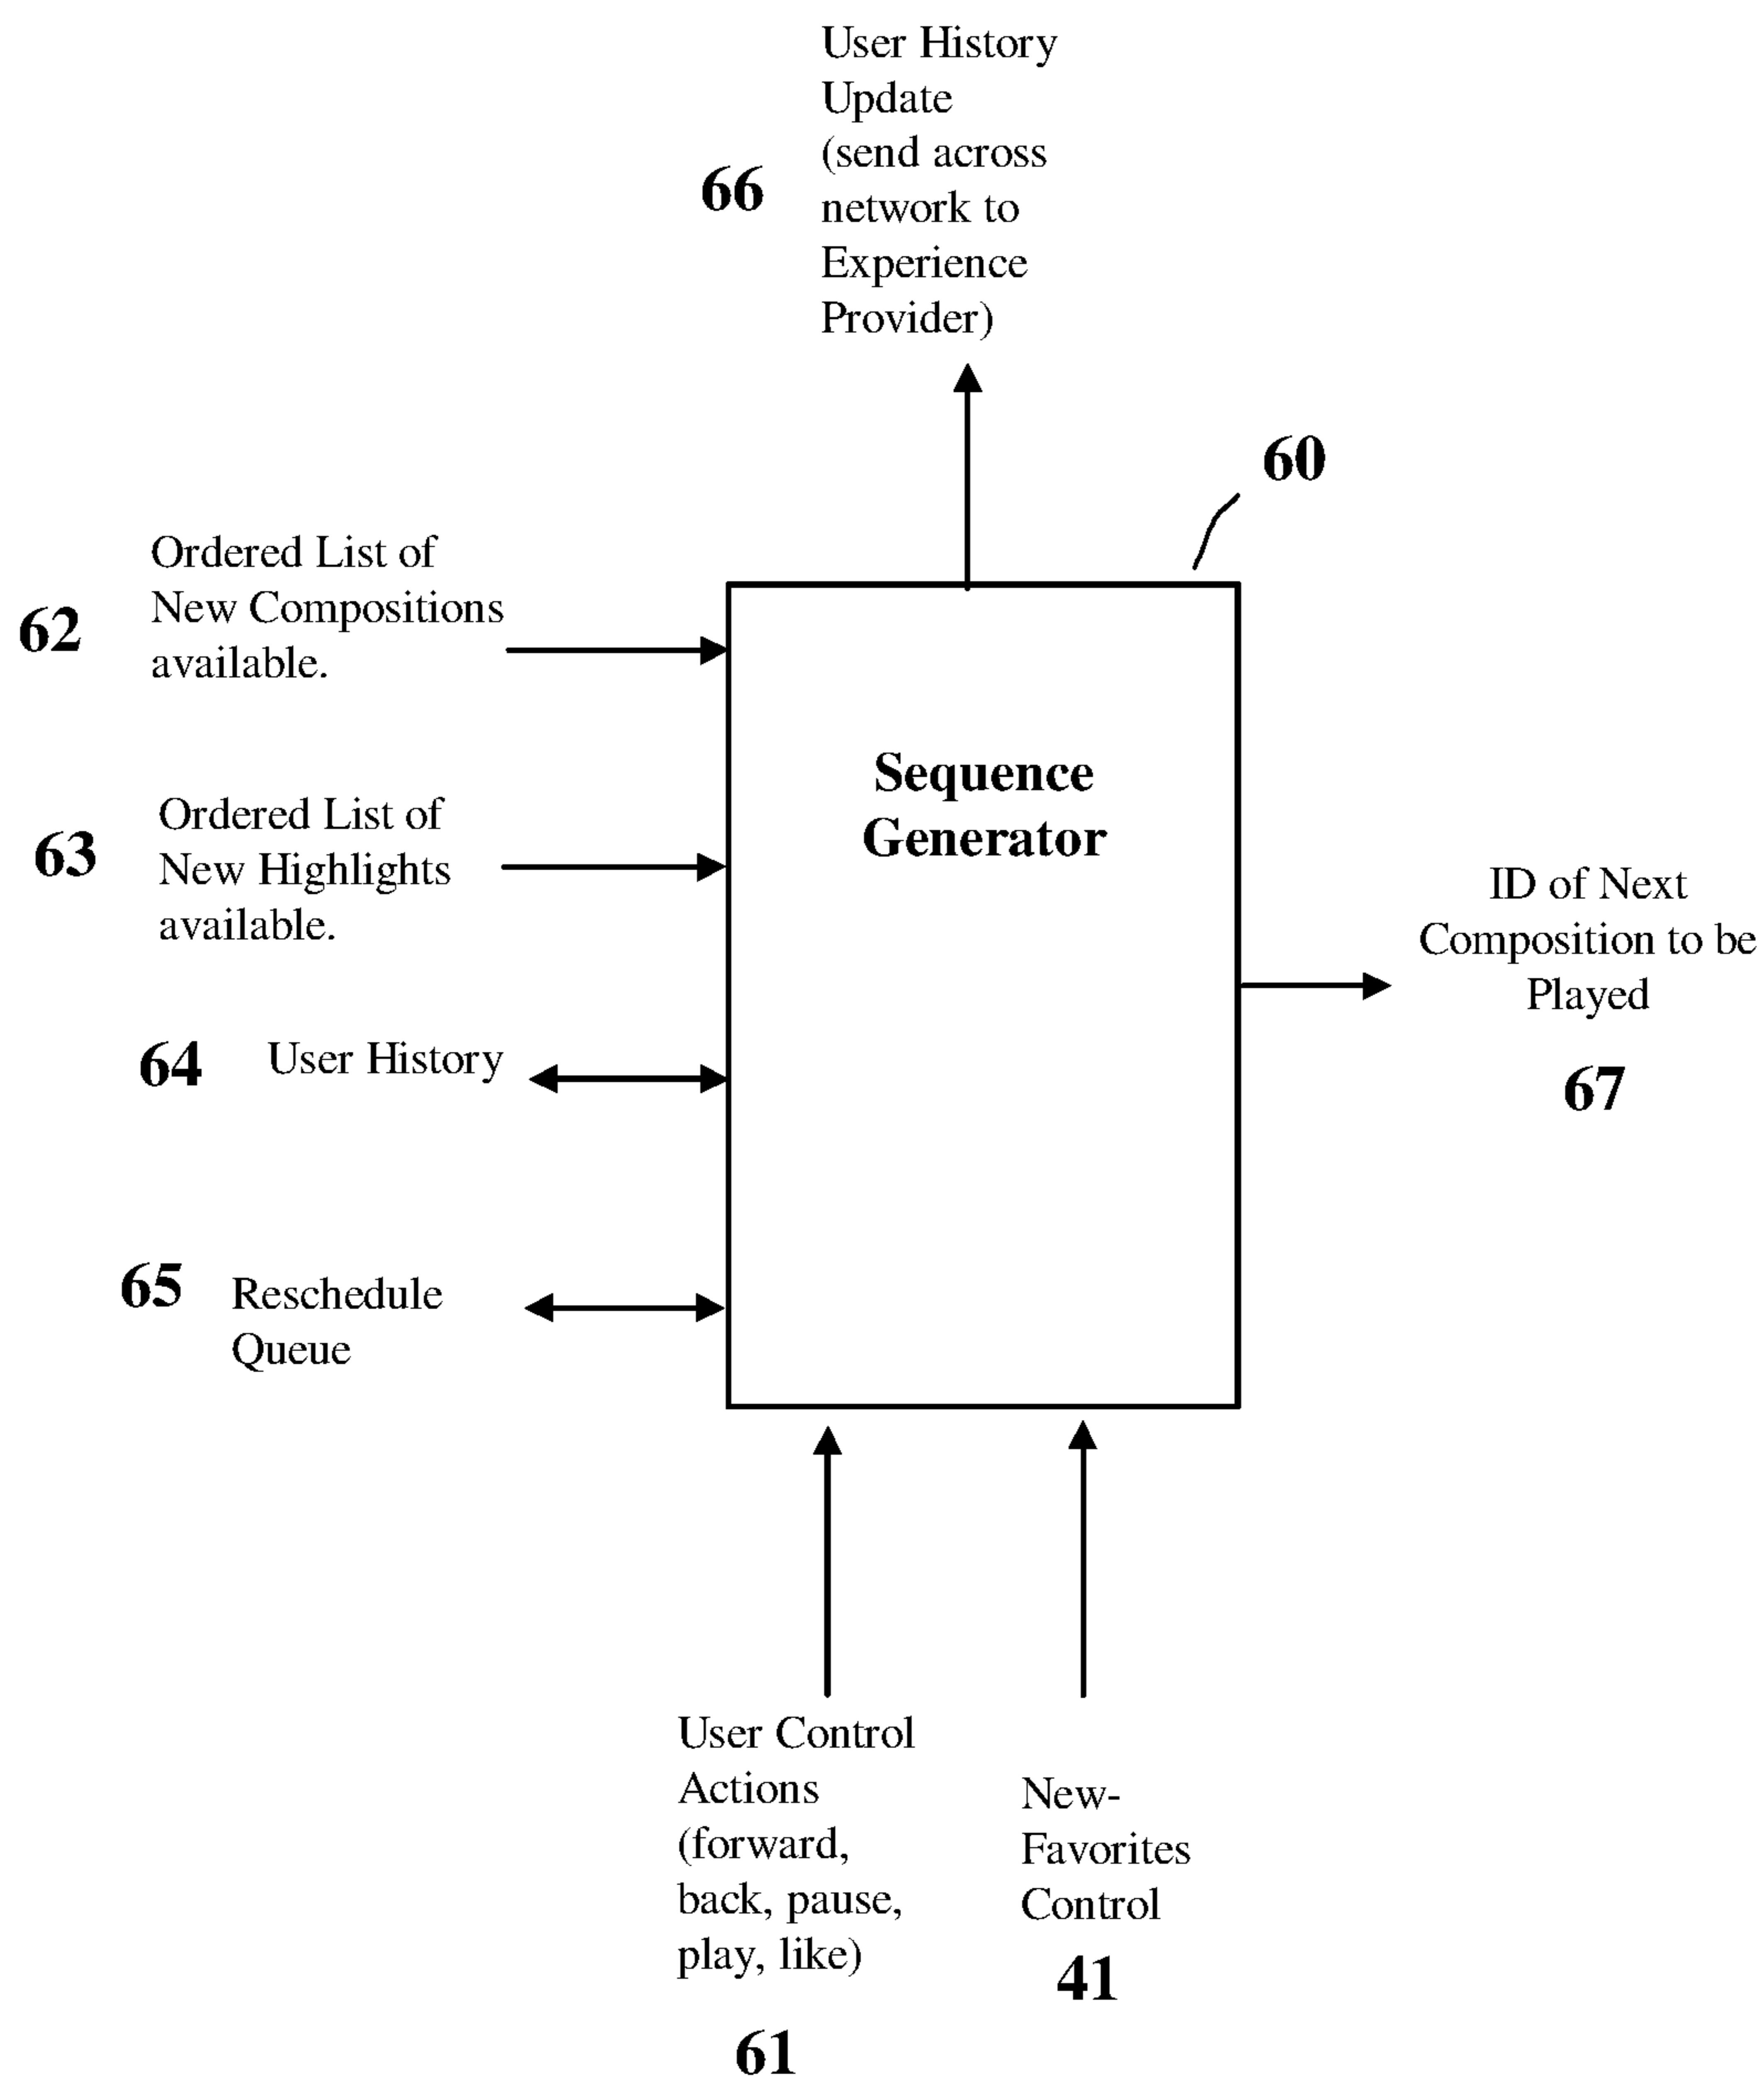 User History
Update
(send across
network to
Experience
Provider)
66
60
Ordered List of
New Compositions
available.
62
Sequence
Generator
Ordered List of
New Highlights
available.
63
ID of Next
Composition to be
Played
67
64
User History
65
Reschedule
Queue
User Control
Actions
(forward,
back, pause,
play, like)
61
New-
Favorites
Control
41